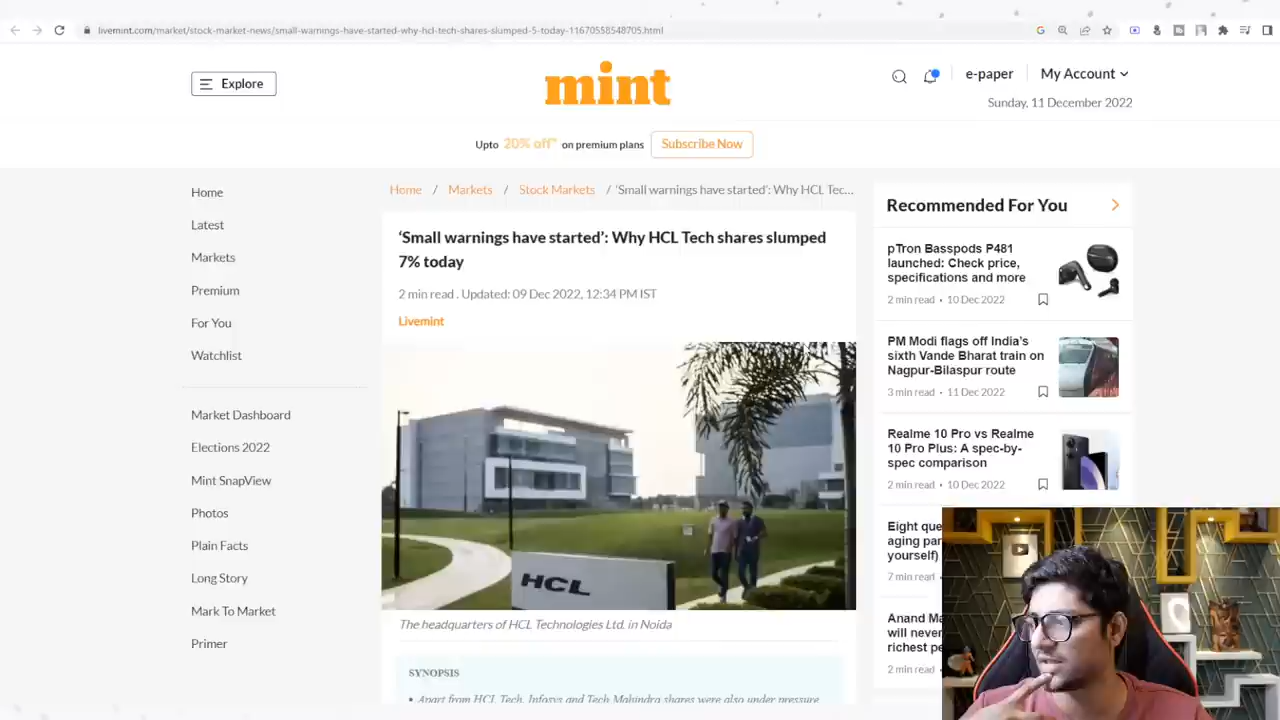 livemint.com/market/stock-market-news/small-warnings-have-started-why-hcl-tech-shares-slumped-5-today-11670558548705.html
Explore
mint
e-paper
My Account
Sunday, 11 December 2022
Upto 20% off* on premium plans
Subscribe Now
Home
Latest
Markets
Premium
For You
Watchlist
Market Dashboard
Elections 2022
Mint SnapView
Photos
Plain Facts
Long Story
Mark To Market
Primer
Home / Markets / Stock Markets / ‘Small warnings have started’: Why HCL Tec...
‘Small warnings have started’: Why HCL Tech shares slumped
7% today
2 min read . Updated: 09 Dec 2022, 12:34 PM IST
Livemint
HCL
The headquarters of HCL Technologies Ltd. in Noida
SYNOPSIS
• Apart from HCL Tech, Infosys and Tech Mahindra shares were also under pressure
Recommended For You
pTron Basspods P481
launched: Check price,
specifications and more
2 min read • 10 Dec 2022
PM Modi flags off India’s
sixth Vande Bharat train on
Nagpur-Bilaspur route
3 min read • 11 Dec 2022
Realme 10 Pro vs Realme
10 Pro Plus: A spec-by-
spec comparison
2 min read • 10 Dec 2022
Eight que
aging par
yourself)
7 min read
Anand Ma
will never
richest pe
2 min read